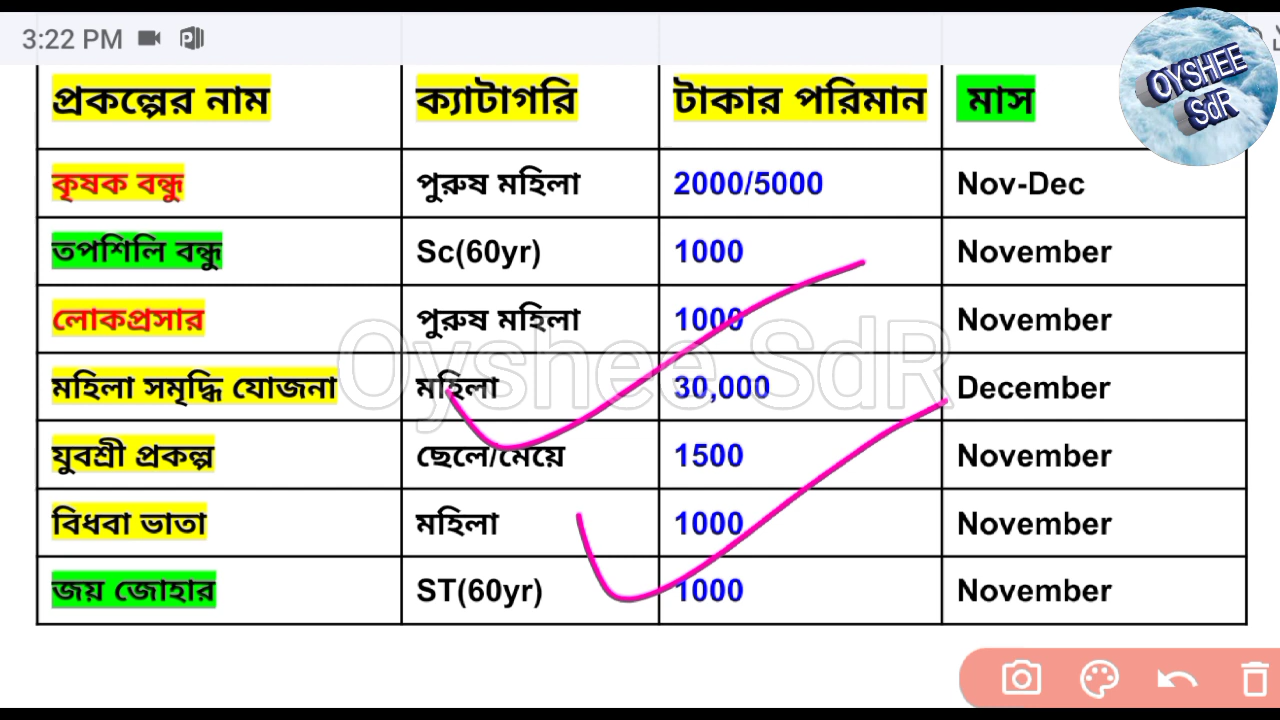 3:22 PM
OYSHEE
SdR
প্রকল্পের নাম ক্যাটাগরি টাকার পরিমান মাস
কৃষক বন্ধু পুরুষ মহিলা 2000/5000 Nov-Dec
তপশিলি বন্ধু Sc(60yr) 1000 November
লোকপ্রসার পুরুষ মহিলা 1000 November
Oyshee SdR
মহিলা সমৃদ্ধি যোজনা মহিলা 30,000 December
যুবশ্রী প্রকল্প ছেলে/মেয়ে 1500 November
বিধবা ভাতা মহিলা 1000 November
জয় জোহার ST(60yr) 1000 November